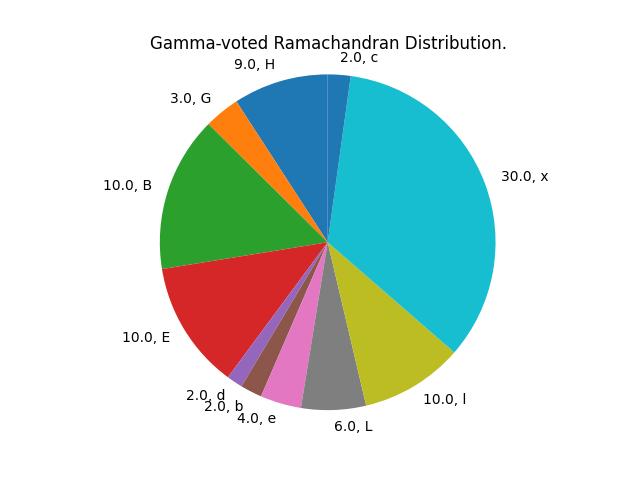 Gamma-voted Ramachandran Distribution.
2.0, c
9.0, H
3.0, G
30.0, x
10.0, B
10.0, E
2.0, d
2.0, b
4.0, e
6.0, L
10.0, l